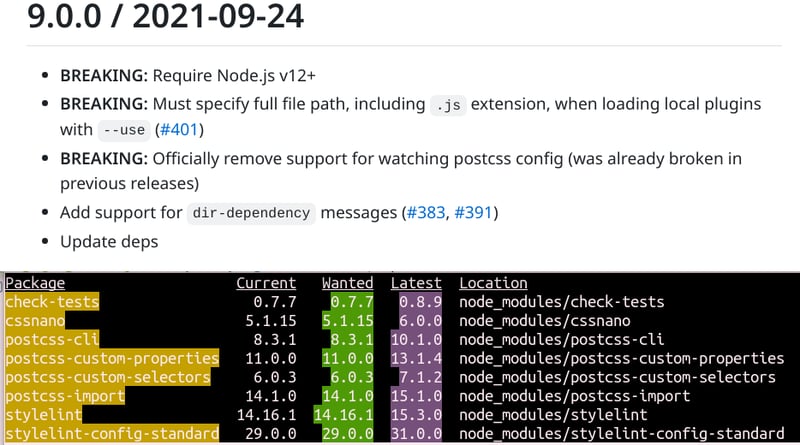 9.0.0 / 2021-09-24
BREAKING: Require Node.js v12+
BREAKING: Must specify full file path, including .js extension, when loading local plugins
with --use (#401)
BREAKING: Officially remove support for watching postcss config (was already broken in
previous releases)
Add support for dir-dependency messages (#383, #391)
Update deps
Package Current Wanted Latest Location
check-tests 0.7.7 0.7.7 0.8.9 node_modules/check-tests
cssnano 5.1.15 5.1.15 6.0.0 node_modules/cssnano
postcss-cli 8.3.1 8.3.1 10.1.0 node_modules/postcss-cli
postcss-custom-properties 11.0.0 11.0.0 13.1.4 node_modules/postcss-custom-properties
postcss-custom-selectors 6.0.3 6.0.3 7.1.2 node_modules/postcss-custom-selectors
postcss-import 14.1.0 14.1.0 15.1.0 node_modules/postcss-import
stylelint 14.16.1 14.16.1 15.3.0 node_modules/stylelint
stylelint-config-standard 29.0.0 29.0.0 31.0.0 node_modules/stylelint-config-standard